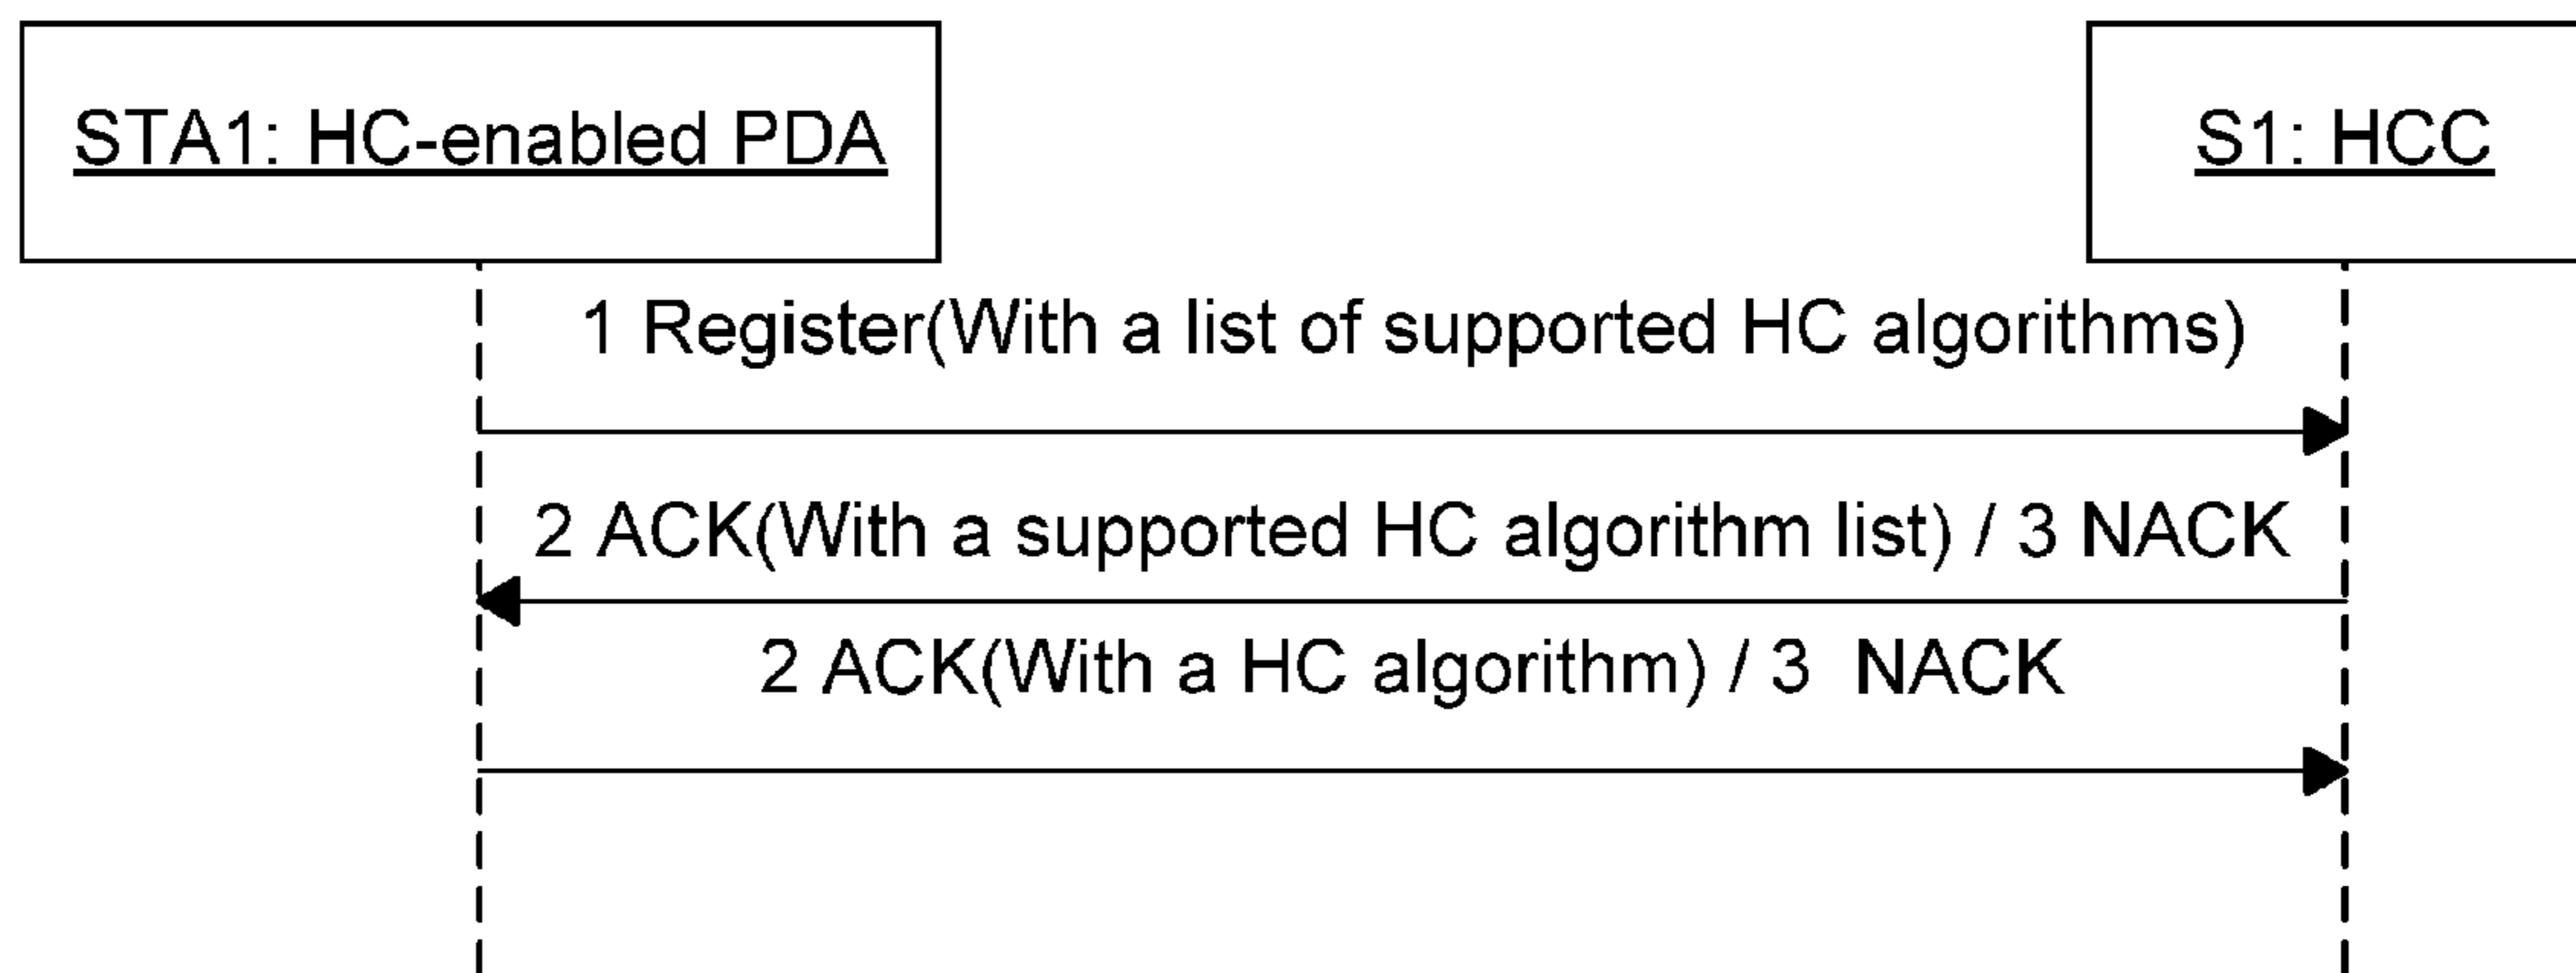 STA1: HC-enabled PDA
S1: HCC
1 Register(With a list of supported HC algorithms)
2 ACK(With a supported HC algorithm list) / 3 NACK
2 ACK(With a HC algorithm) / 3 NACK